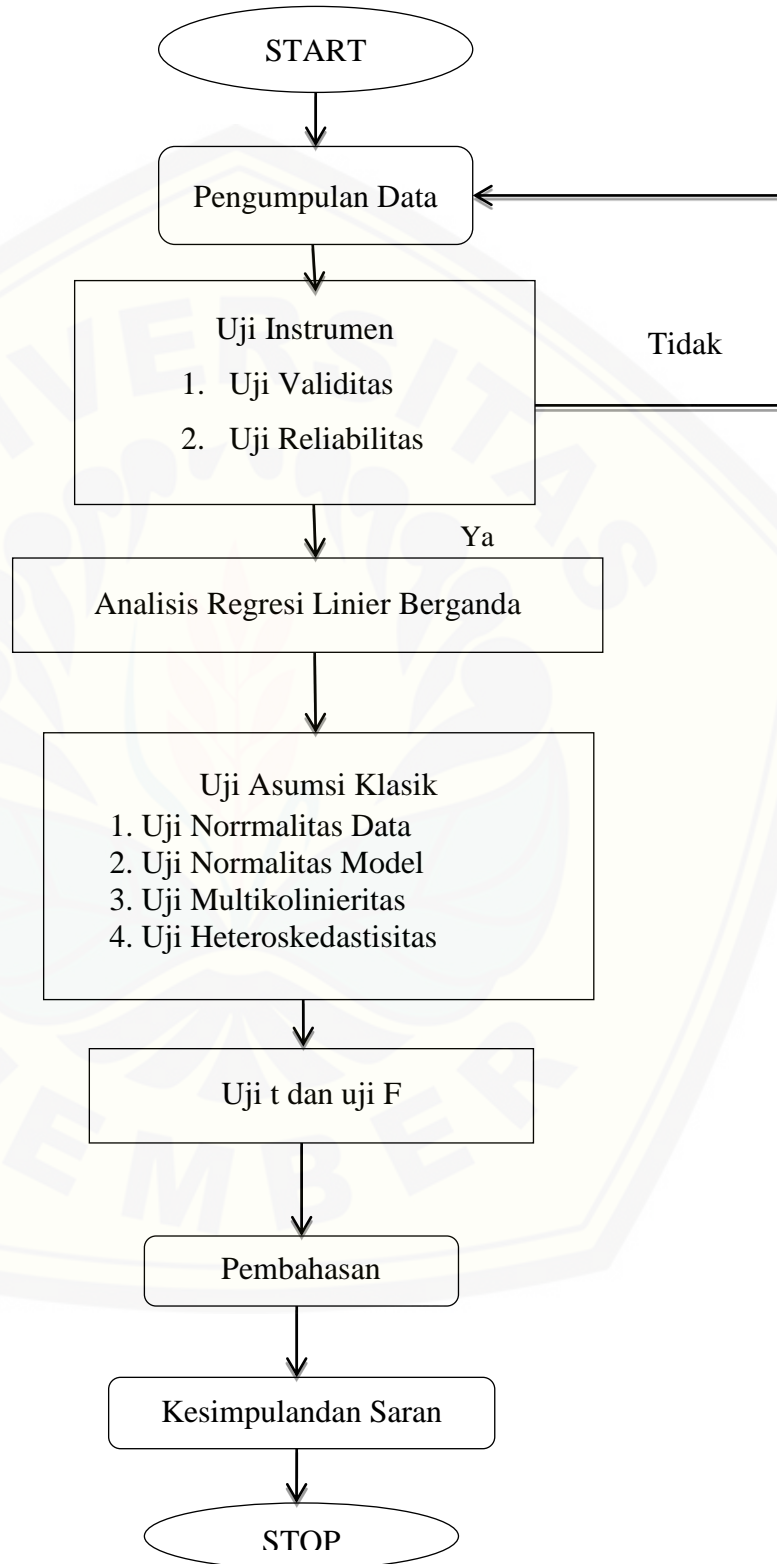 START
Pengumpulan Data
Uji Instrumen
1. Uji Validitas
2. Uji Reliabilitas
Tidak
Ya
Analisis Regresi Linier Berganda
Uji Asumsi Klasik
1. Uji Norrmalitas Data
2. Uji Normalitas Model
3. Uji Multikolinieritas
4. Uji Heteroskedastisitas
Uji t dan uji F
Pembahasan
Kesimpulandan Saran
STOP